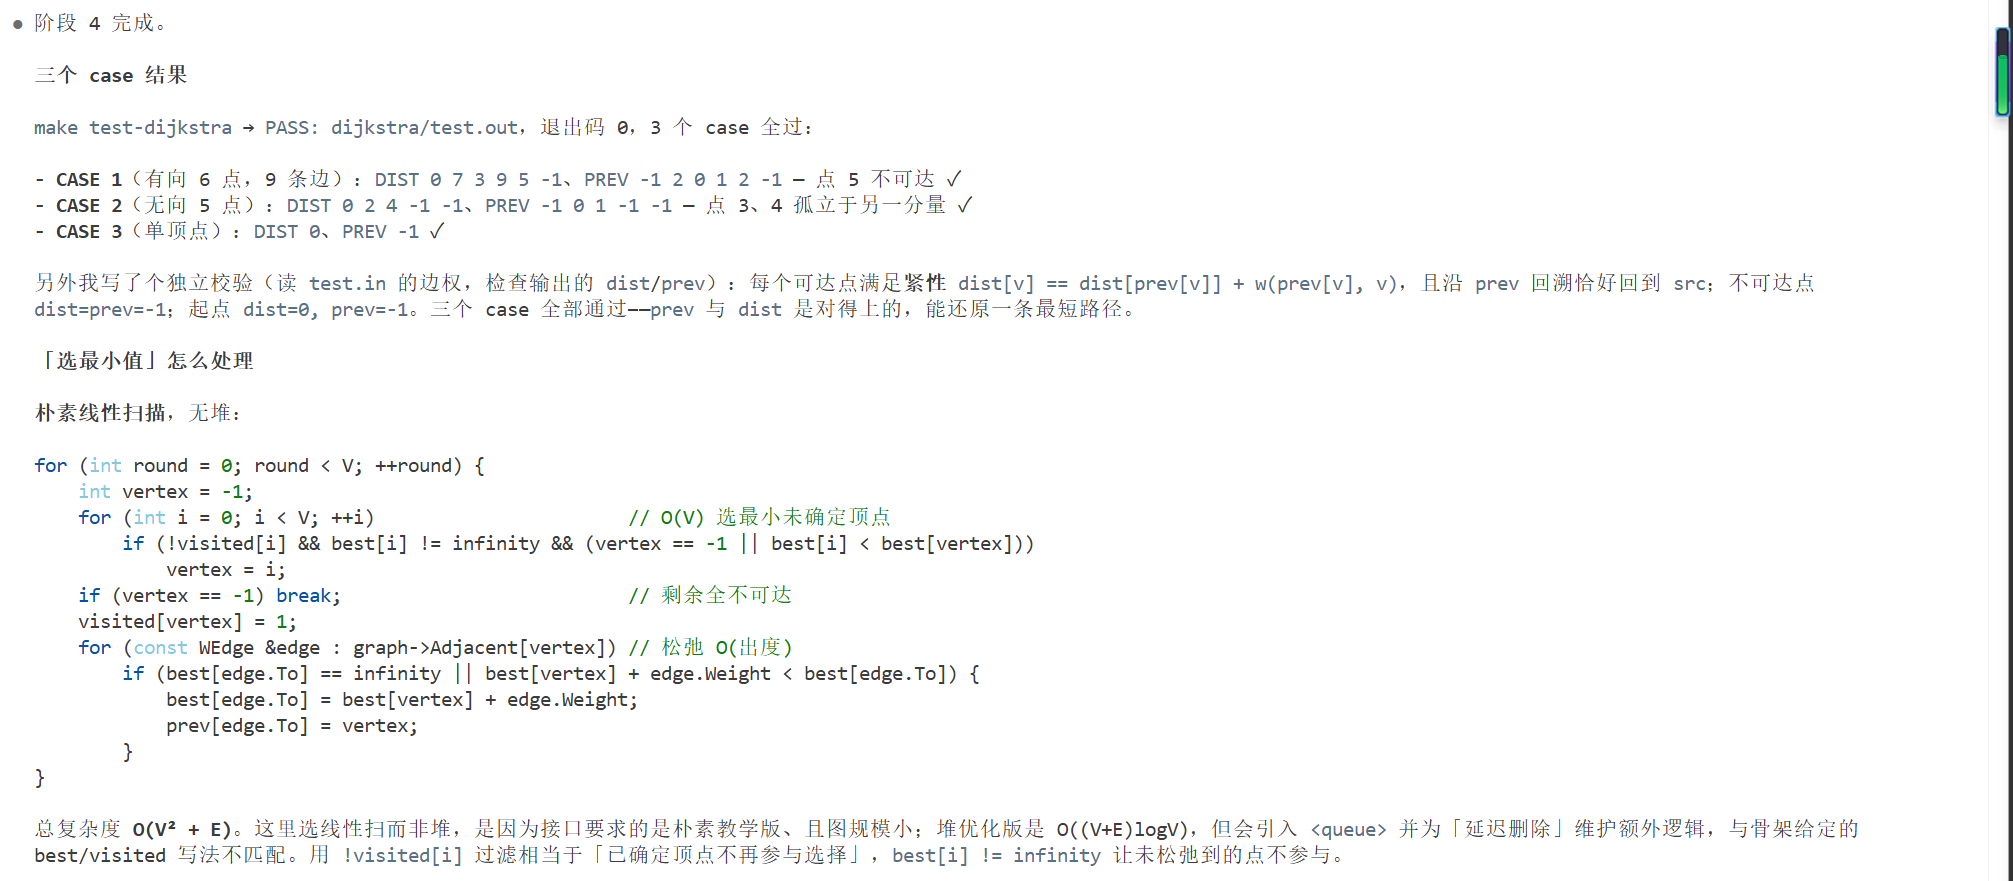 ● 阶段 4 完成。
三个 case 结果
make test-dijkstra → PASS: dijkstra/test.out，退出码 0，3 个 case 全过：
- CASE 1（有向 6 点，9 条边）：DIST 0 7 3 9 5 -1、PREV -1 2 0 1 2 -1 — 点 5 不可达 ✓
- CASE 2（无向 5 点）：DIST 0 2 4 -1 -1、PREV -1 0 1 -1 -1 — 点 3、4 孤立于另一分量 ✓
- CASE 3（单顶点）：DIST 0、PREV -1 ✓
另外我写了个独立校验（读 test.in 的边权，检查输出的 dist/prev）：每个可达点满足紧性 dist[v] == dist[prev[v]] + w(prev[v], v)，且沿 prev 回溯恰好回到 src；不可达点
dist=prev=-1；起点 dist=0, prev=-1。三个 case 全部通过——prev 与 dist 是对得上的，能还原一条最短路径。
「选最小值」怎么处理
朴素线性扫描，无堆：
for (int round = 0; round < V; ++round) {
    int vertex = -1;
    for (int i = 0; i < V; ++i)                       // O(V) 选最小未确定顶点
        if (!visited[i] && best[i] != infinity && (vertex == -1 || best[i] < best[vertex]))
            vertex = i;
    if (vertex == -1) break;                          // 剩余全不可达
    visited[vertex] = 1;
    for (const WEdge &edge : graph->Adjacent[vertex]) // 松弛 O(出度)
        if (best[edge.To] == infinity || best[vertex] + edge.Weight < best[edge.To]) {
            best[edge.To] = best[vertex] + edge.Weight;
            prev[edge.To] = vertex;
        }
}
总复杂度 O(V² + E)。这里选线性扫而非堆，是因为接口要求的是朴素教学版、且图规模小；堆优化版是 O((V+E)logV)，但会引入 <queue> 并为「延迟删除」维护额外逻辑，与骨架给定的
best/visited 写法不匹配。用 !visited[i] 过滤相当于「已确定顶点不再参与选择」，best[i] != infinity 让未松弛到的点不参与。